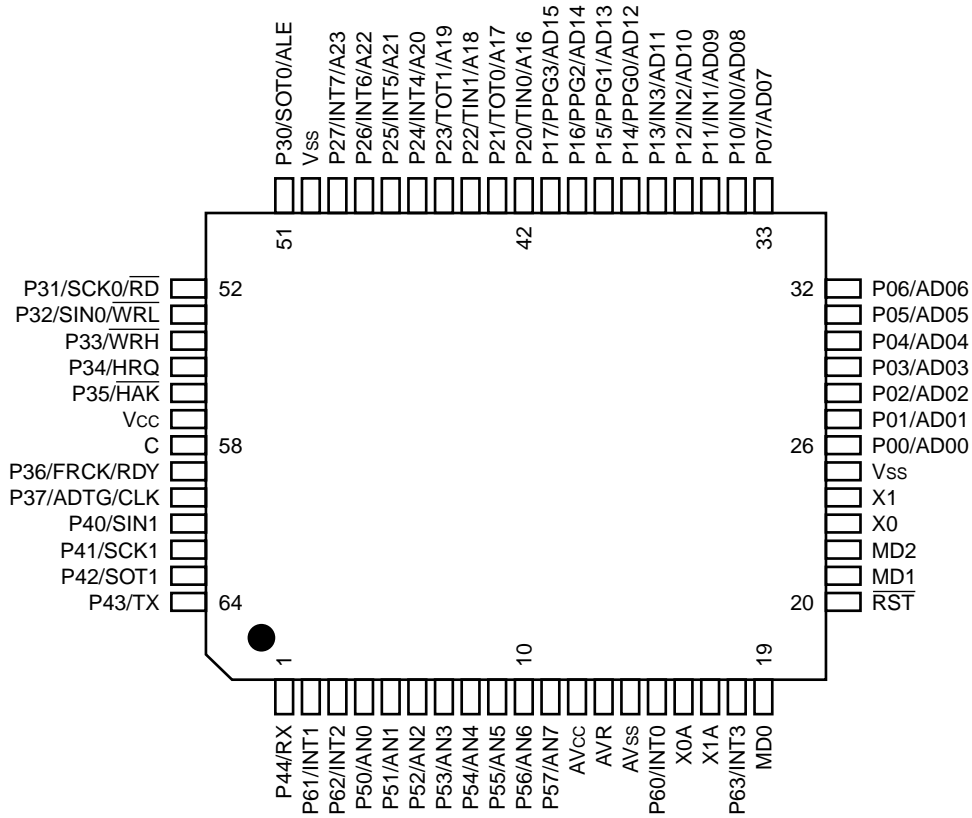 P30/SOT0/ALE
Vss
P27/INT7/A23
P26/INT6/A22
P25/INT5/A21
P24/INT4/A20
P23/TOT1/A19
P22/TIN1/A18
P21/TOT0/A17
P20/TIN0/A16
P17/PPG3/AD15
P16/PPG2/AD14
P15/PPG1/AD13
P14/PPG0/AD12
P13/IN3/AD11
P12/IN2/AD10
P11/IN1/AD09
P10/IN0/AD08
P07/AD07
51
42
33
P31/SCK0/RD
52
P32/SIN0/WRL
P33/WRH
P34/HRQ
P35/HAK
Vcc
C
58
P36/FRCK/RDY
P37/ADTG/CLK
P40/SIN1
P41/SCK1
P42/SOT1
P43/TX
64
32
P06/AD06
P05/AD05
P04/AD04
P03/AD03
P02/AD02
P01/AD01
26
P00/AD00
Vss
X1
X0
MD2
MD1
20
RST
1
10
19
P44/RX
P61/INT1
P62/INT2
P50/AN0
P51/AN1
P52/AN2
P53/AN3
P54/AN4
P55/AN5
P56/AN6
P57/AN7
AVcc
AVR
AVss
P60/INT0
X0A
X1A
P63/INT3
MD0